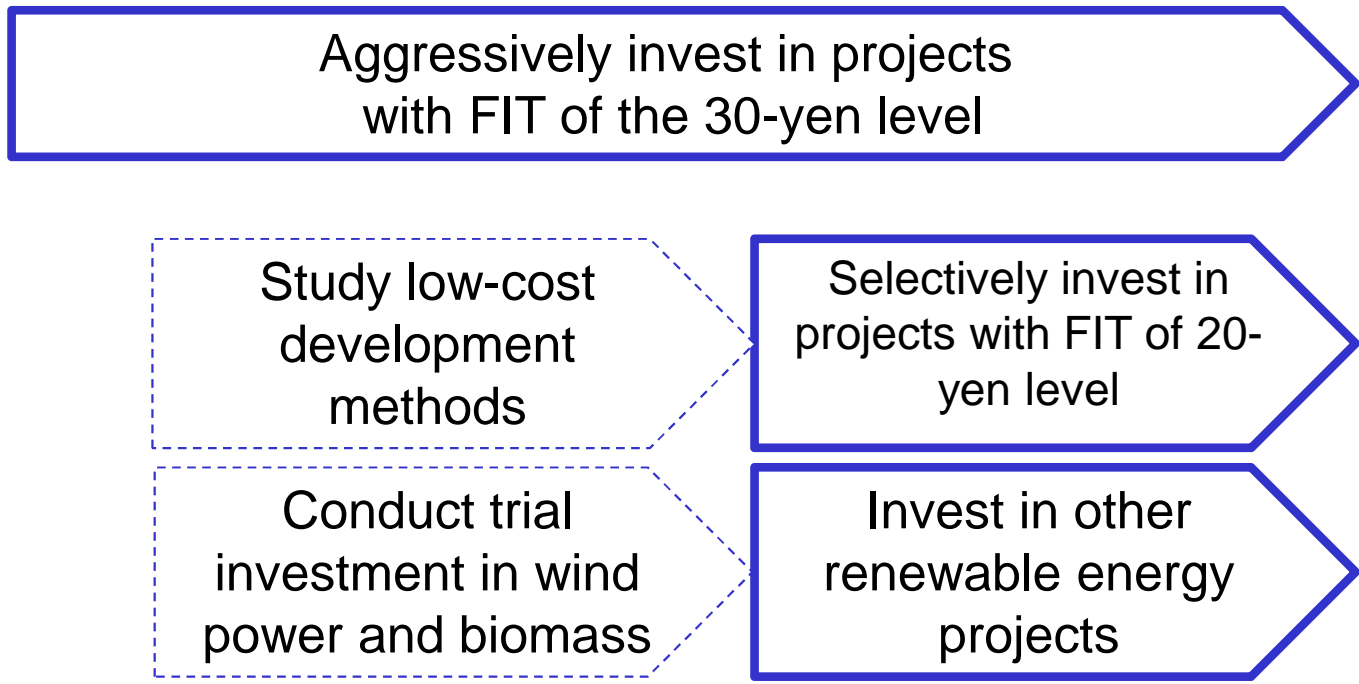 Aggressively invest in projects
with FIT of the 30-yen level
Study low-cost
development
methods
Selectively invest in
projects with FIT of 20-
yen level
Conduct trial
investment in wind
power and biomass
Invest in other
renewable energy
projects